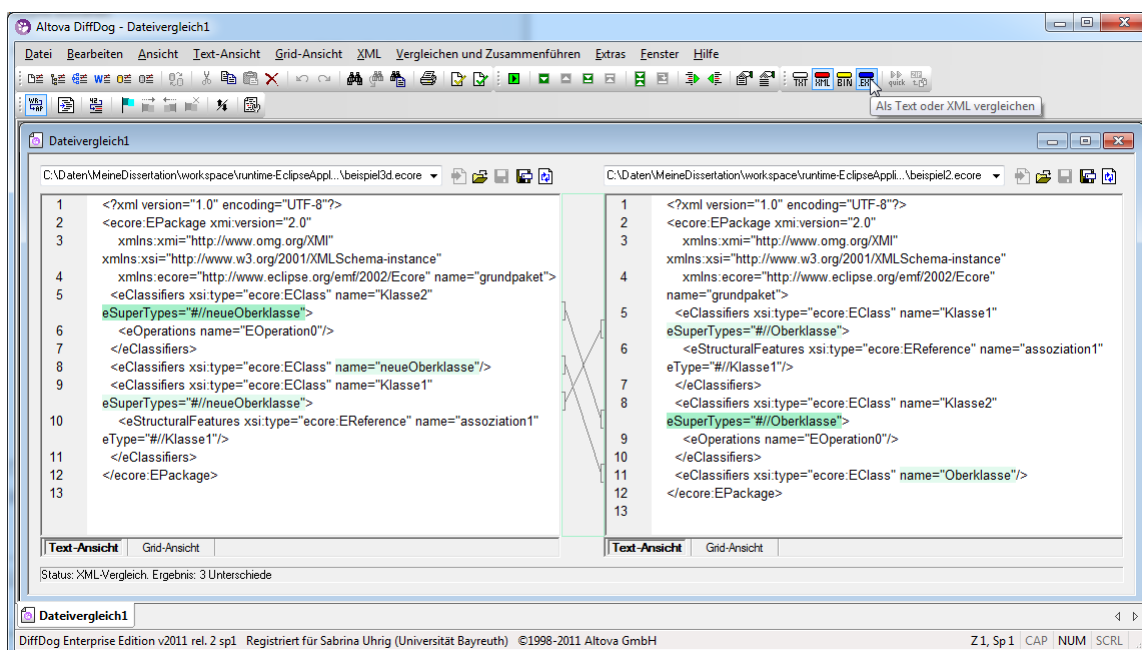 Altova DiffDog - Dateivergleich1
Datei Bearbeiten Ansicht Text-Ansicht Grid-Ansicht XML Vergleichen und Zusammenführen Extras Fenster Hilfe
TXT XML BIN quick
Als Text oder XML vergleichen
Dateivergleich1
C:\Daten\MeineDissertation\workspace\runtime-EclipseAppl...\beispiel3d.ecore
1 <?xml version="1.0" encoding="UTF-8"?>
2 <ecore:EPackage xmi:version="2.0"
3 xmlns:xmi="http://www.omg.org/XMI"
xmlns:xsi="http://www.w3.org/2001/XMLSchema-instance"
4 xmlns:ecore="http://www.eclipse.org/emf/2002/Ecore" name="grundpaket">
5 <eClassifiers xsi:type="ecore:EClass" name="Klasse2"
eSuperTypes="#//neueOberklasse">
6 <eOperations name="EOperation0"/>
7 </eClassifiers>
8 <eClassifiers xsi:type="ecore:EClass" name="neueOberklasse"/>
9 <eClassifiers xsi:type="ecore:EClass" name="Klasse1"
eSuperTypes="#//neueOberklasse">
10 <eStructuralFeatures xsi:type="ecore:EReference" name="assoziation1"
eType="#//Klasse1"/>
11 </eClassifiers>
12 </ecore:EPackage>
13
Text-Ansicht Grid-Ansicht
C:\Daten\MeineDissertation\workspace\runtime-EclipseAppli...\beispiel2.ecore
1 <?xml version="1.0" encoding="UTF-8"?>
2 <ecore:EPackage xmi:version="2.0"
3 xmlns:xmi="http://www.omg.org/XMI"
xmlns:xsi="http://www.w3.org/2001/XMLSchema-instance"
4 xmlns:ecore="http://www.eclipse.org/emf/2002/Ecore"
name="grundpaket">
5 <eClassifiers xsi:type="ecore:EClass" name="Klasse1"
eSuperTypes="#//Oberklasse">
6 <eStructuralFeatures xsi:type="ecore:EReference" name="assoziation1"
eType="#//Klasse1"/>
7 </eClassifiers>
8 <eClassifiers xsi:type="ecore:EClass" name="Klasse2"
eSuperTypes="#//Oberklasse">
9 <eOperations name="EOperation0"/>
10 </eClassifiers>
11 <eClassifiers xsi:type="ecore:EClass" name="Oberklasse"/>
12 </ecore:EPackage>
13
Text-Ansicht Grid-Ansicht
Status: XML-Vergleich. Ergebnis: 3 Unterschiede
Dateivergleich1
DiffDog Enterprise Edition v2011 rel. 2 sp1 Registriert für Sabrina Uhrig (Universität Bayreuth) ©1998-2011 Altova GmbH Z 1, Sp 1 CAP NUM SCRL